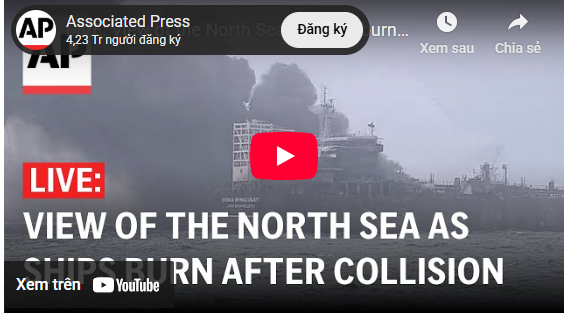 AP
Associated Press
4,23 Tr người đăng ký
Đăng ký
Xem sau
Chia sẻ
AP
LIVE:
VIEW OF THE NORTH SEA AS
SHIPS BURN AFTER COLLISION
Xem trên YouTube